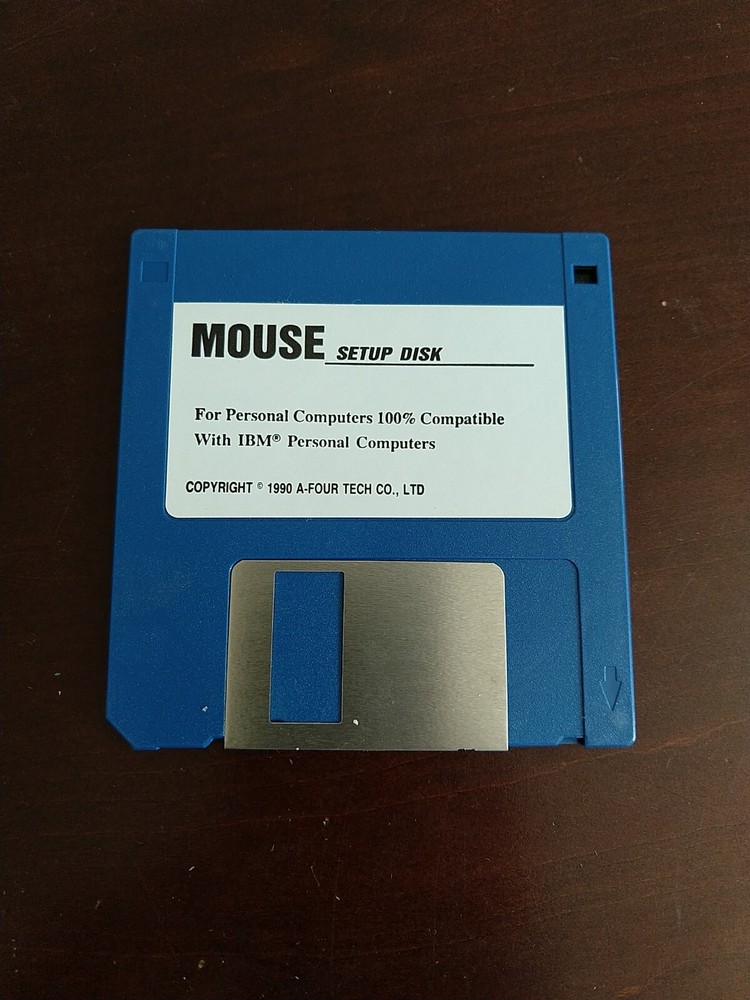 MOUSE SETUP DISK
For Personal Computers 100% Compatible
With IBM® Personal Computers
COPYRIGHT © 1990 A-FOUR TECH CO., LTD